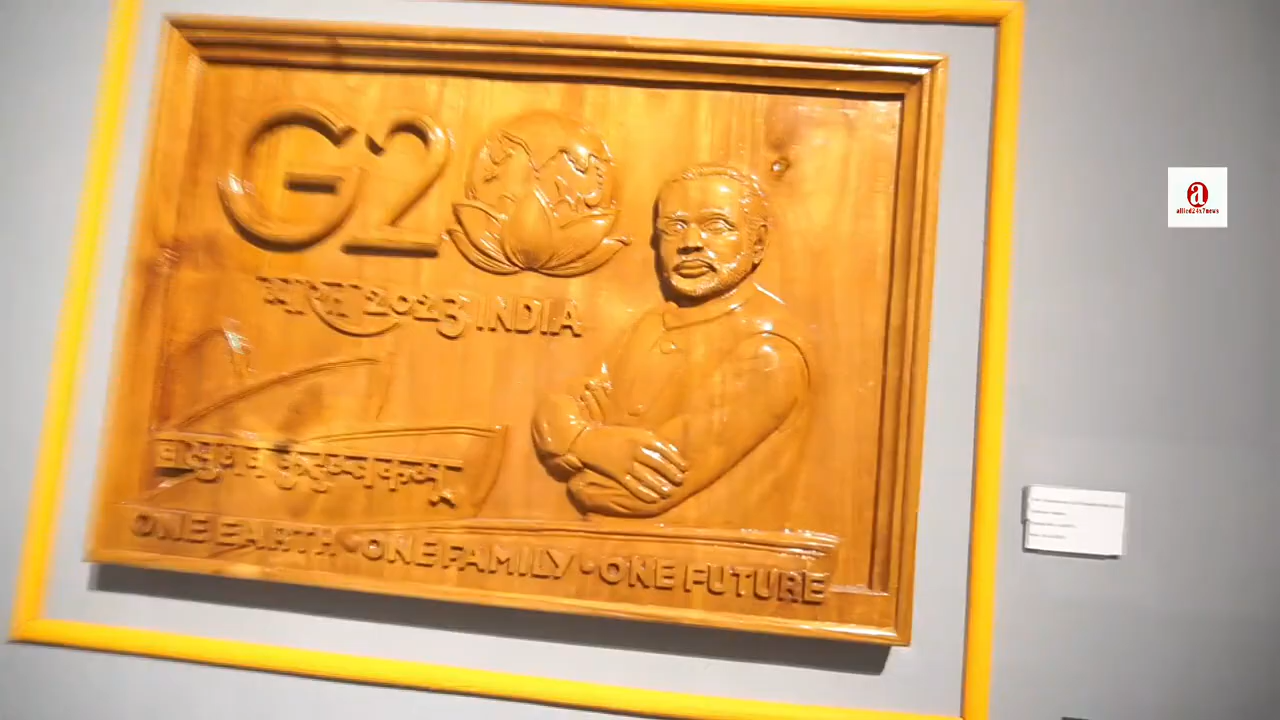 G20
भारत 2023 INDIA
वसुधैव कुटुम्बकम्
ONE EARTH • ONE FAMILY • ONE FUTURE
a
allied24x7news